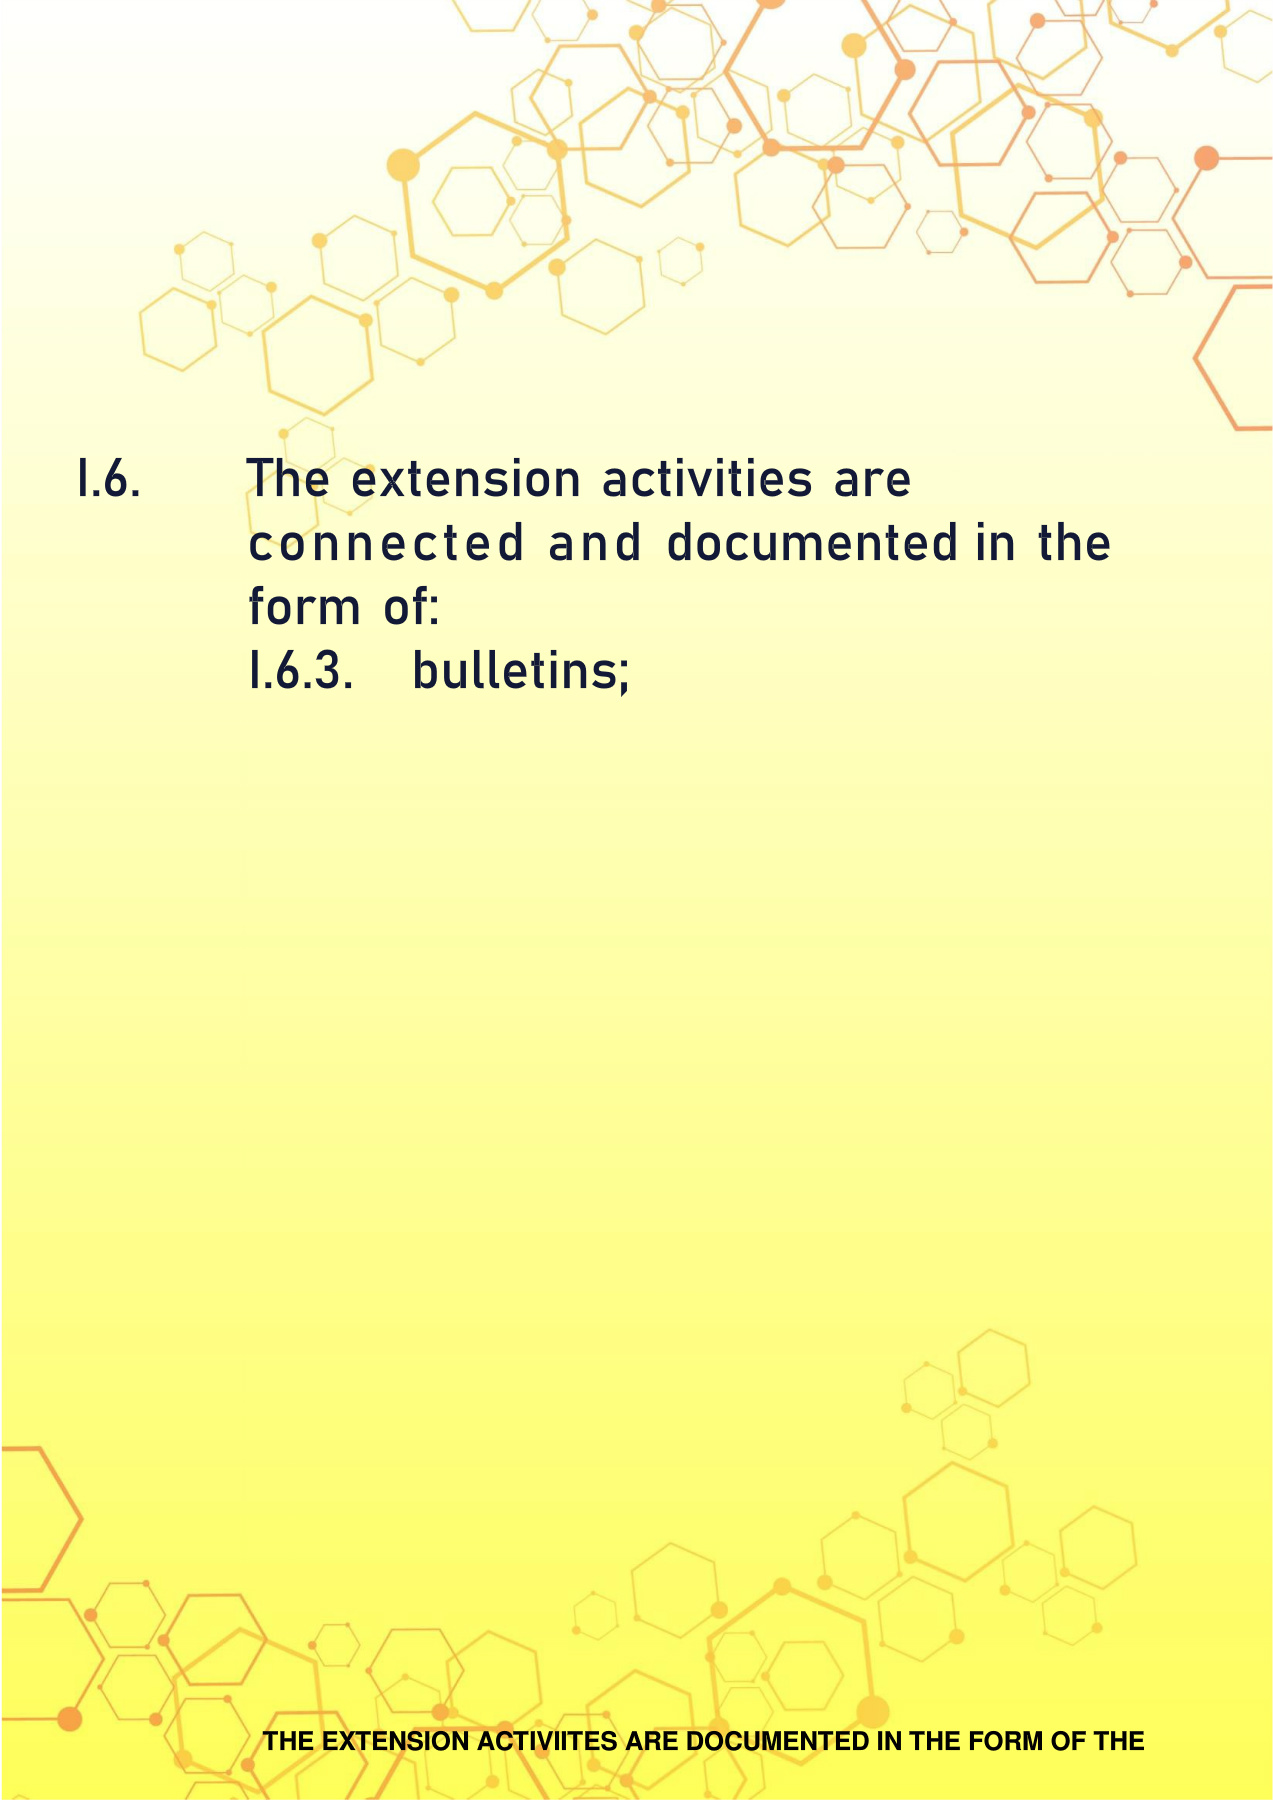 I.6. The extension activities are
connected and documented in the
form of:
I.6.3. bulletins;
THE EXTENSION ACTIVIITES ARE DOCUMENTED IN THE FORM OF THE